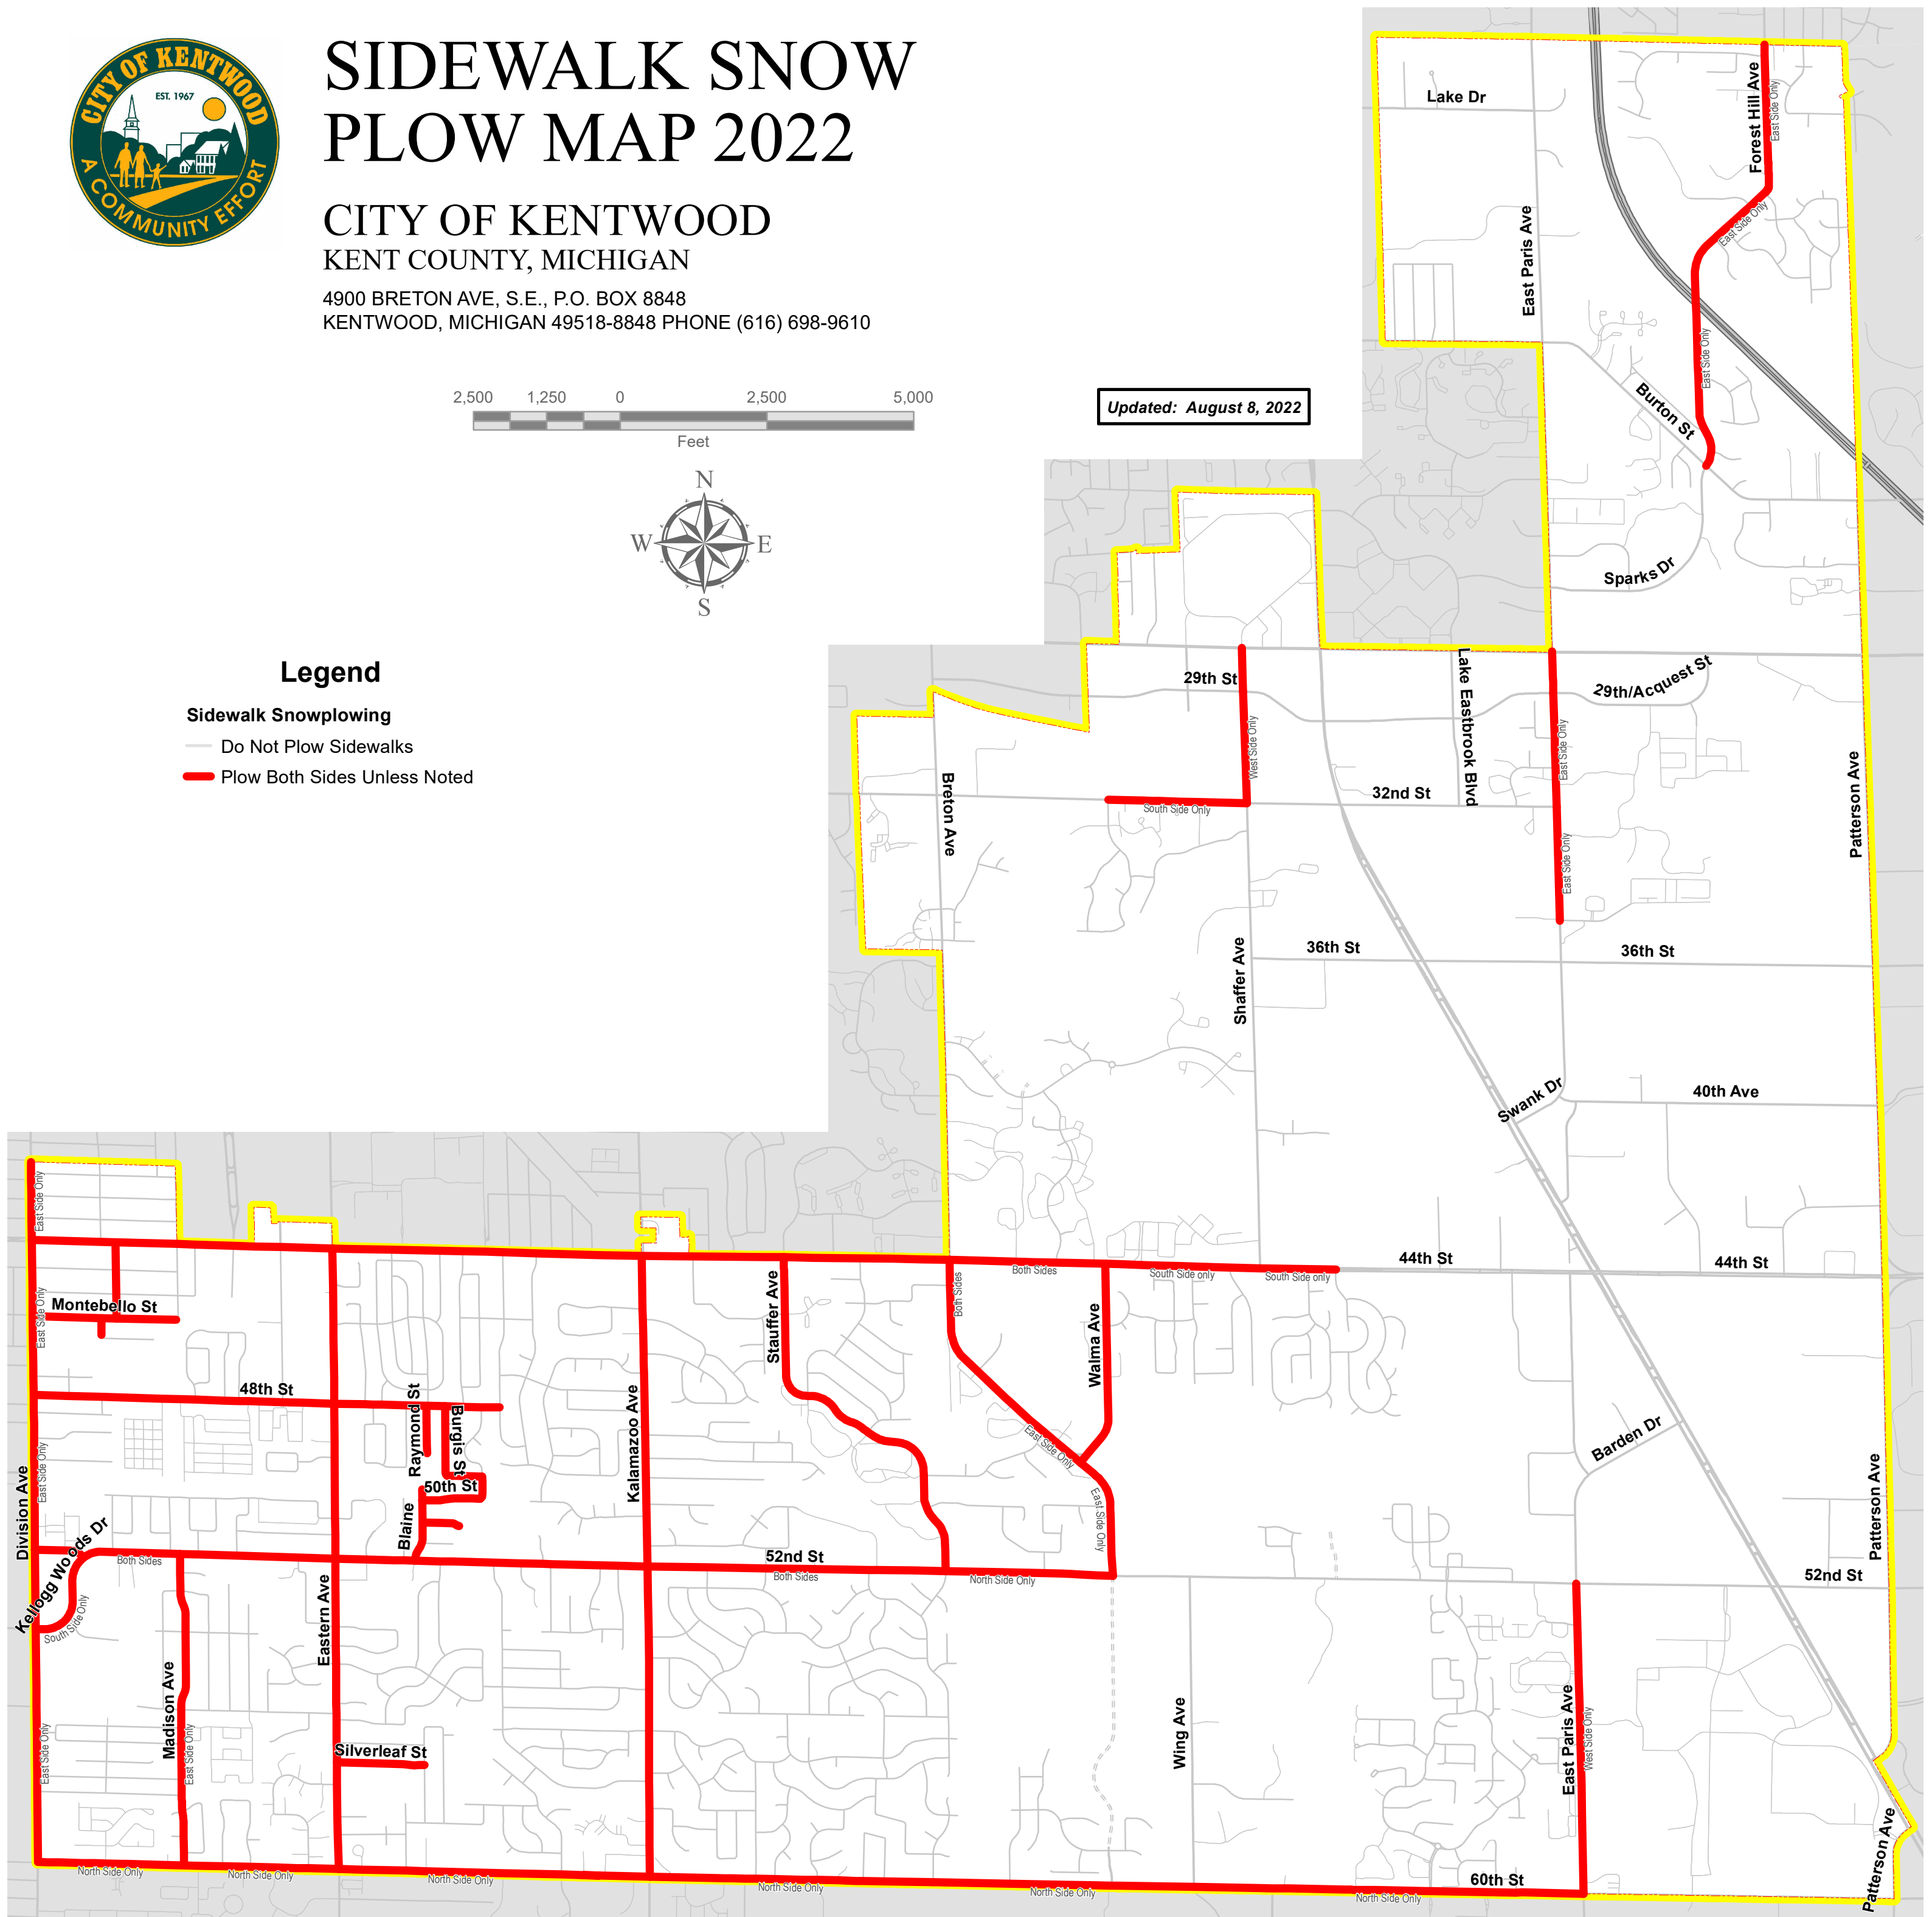 CITY OF KENTWOOD
EST. 1967
A COMMUNITY EFFORT
SIDEWALK SNOW
PLOW MAP 2022
CITY OF KENTWOOD
KENT COUNTY, MICHIGAN
4900 BRETON AVE, S.E., P.O. BOX 8848
KENTWOOD, MICHIGAN 49518-8848 PHONE (616) 698-9610
2,500 1,250 0 2,500 5,000
Feet
Updated: August 8, 2022
N
W E
S
Legend
Sidewalk Snowplowing
Do Not Plow Sidewalks
Plow Both Sides Unless Noted
Lake Dr
Forest Hill Ave
East Side Only
East Side Only
East Paris Ave
East Side Only
Burton St
Sparks Dr
29th St
Lake Eastbrook Blvd
29th/Acquest St
West Side Only
East Side Only
Breton Ave
32nd St
South Side Only
Patterson Ave
East Side Only
Shaffer Ave
36th St
36th St
Swank Dr
40th Ave
East Side Only
44th St
44th St
Both Sides
South Side only
South Side only
Both Sides
East Side Only
Montebello St
Stauffer Ave
Walma Ave
48th St
Raymond St
Burgis St
Kalamazoo Ave
East Side Only
Barden Dr
East Side Only
50th St
Blaine
East Side Only
Division Ave
Patterson Ave
Kellogg Woods Dr
Both Sides
52nd St
Both Sides
North Side Only
52nd St
South Side Only
Eastern Ave
Madison Ave
East Side Only
East Side Only
Silverleaf St
Wing Ave
East Paris Ave
West Side Only
Patterson Ave
60th St
North Side Only
North Side Only
North Side Only
North Side Only
North Side Only
North Side Only